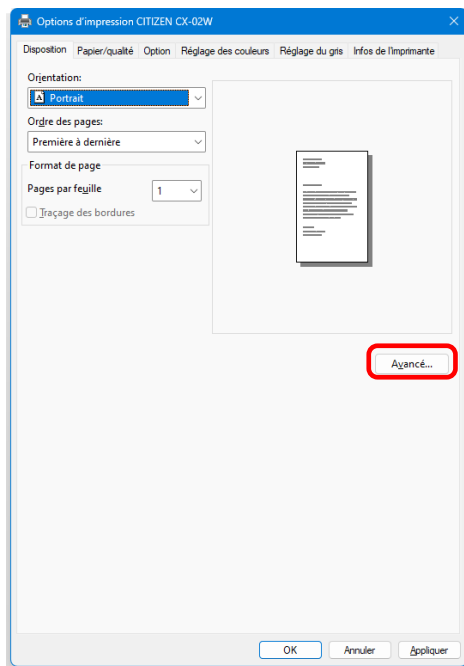 Options d'impression CITIZEN CX-02W
Disposition Papier/qualité Option Réglage des couleurs Réglage du gris Infos de l'imprimante
Orientation:
A Portrait
Ordre des pages:
Première à dernière
Format de page
Pages par feuille 1
Traçage des bordures
Avancé...
OK Annuler Appliquer